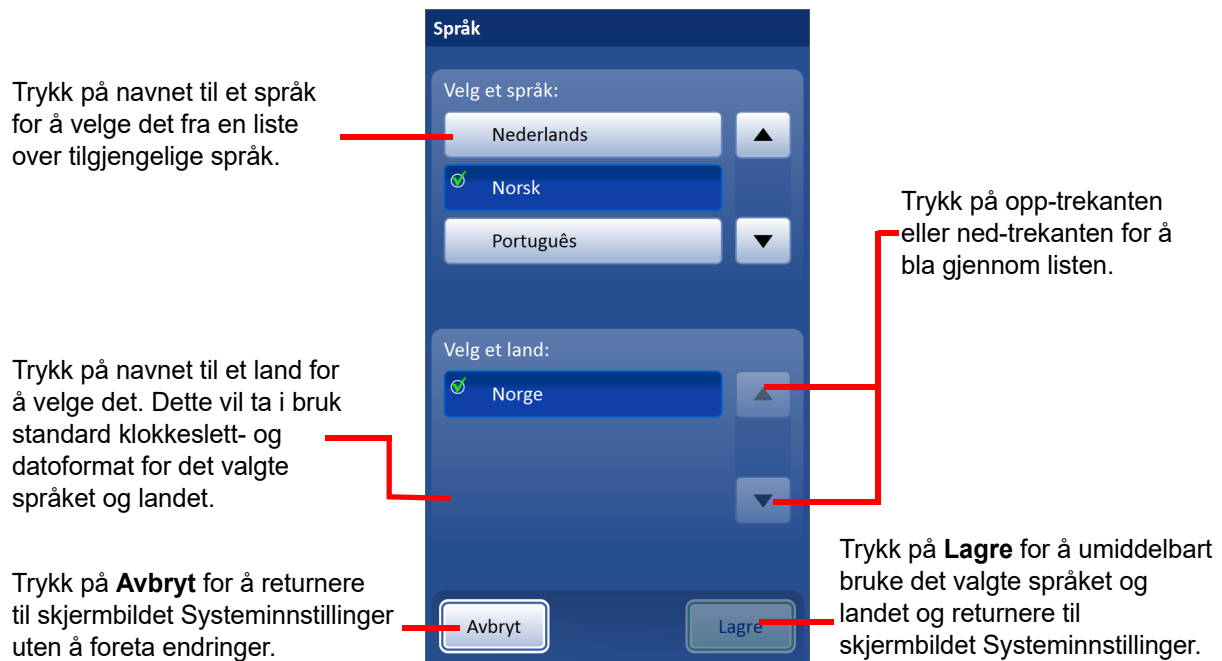 Språk
Trykk på navnet til et språk
for å velge det fra en liste
over tilgjengelige språk.
Velg et språk:
Nederlands
Norsk
Português
Trykk på opp-trekanten
eller ned-trekanten for å
bla gjennom listen.
Trykk på navnet til et land for
å velge det. Dette vil ta i bruk
standard klokkeslett- og
datoformat for det valgte
språket og landet.
Velg et land:
Norge
Trykk på Avbryt for å returnere
til skjermbildet Systeminnstillinger
uten å foreta endringer.
Avbryt
Lagre
Trykk på Lagre for å umiddelbart
bruke det valgte språket og
landet og returnere til
skjermbildet Systeminnstillinger.